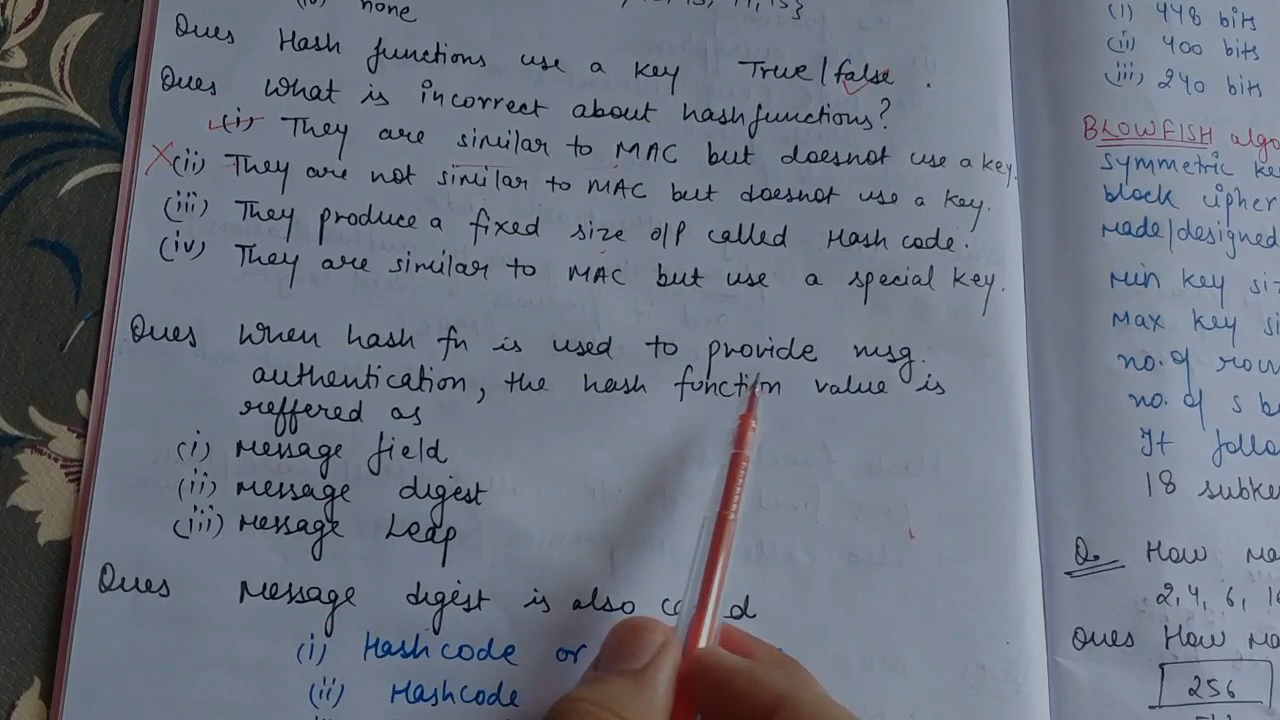 (iv) none
Ques Hash functions use a key True/false.
Ques What is incorrect about hashfunctions?
(i) They are similar to MAC but doesnot use a key.
(ii) They are not similar to MAC but doesnot use a key.
(iii) They produce a fixed size o/p called Hash code.
(iv) They are similar to MAC but use a special key.
Ques When hash fn is used to provide msg.
authentication, the hash function value is
reffered as
(i) Message field
(ii) Message digest
(iii) Message Leap
Ques Message digest is also
(i) Hashcode or
(ii) Hashcode
(i) 448 bits
(ii) 400 bits
(iii) 240 bits
BLOWFISH algo
symmetric
block cipher
Made/designed
Min key
Max key
no. of
no. of s
It
18
Q. How
2, 4, 6,
Ques How
256